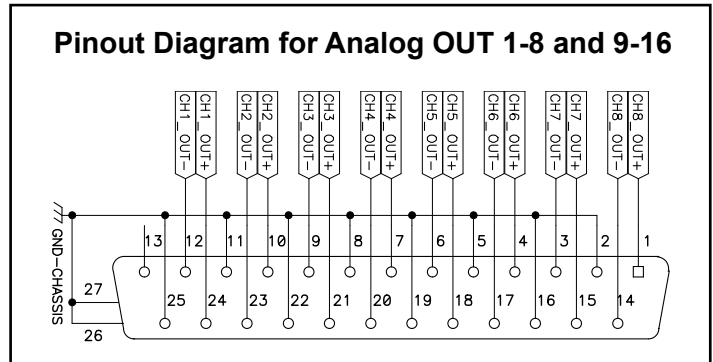 Pinout Diagram for Analog OUT 1-8 and 9-16
CH1_OUT-
CH1_OUT+
CH2_OUT-
CH2_OUT+
CH3_OUT-
CH3_OUT+
CH4_OUT-
CH4_OUT+
CH5_OUT-
CH5_OUT+
CH6_OUT-
CH6_OUT+
CH7_OUT-
CH7_OUT+
CH8_OUT-
CH8_OUT+
GND-CHASSIS
13 12 11 10 9 8 7 6 5 4 3 2 1
27
25 24 23 22 21 20 19 18 17 16 15 14
26